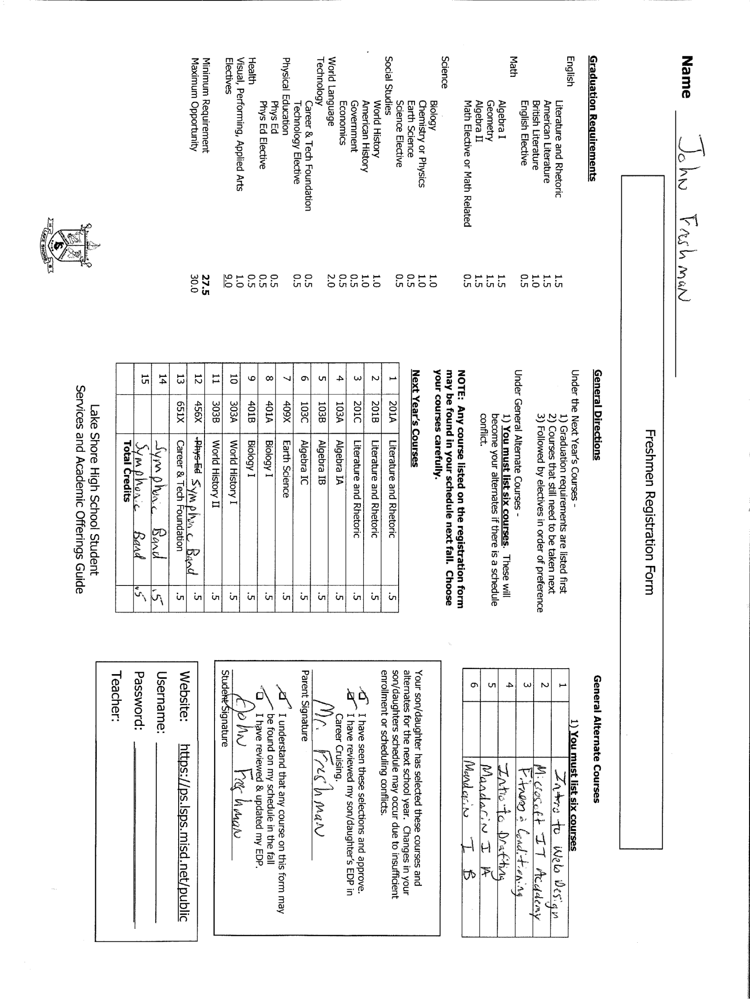 Name John Freshman
Freshmen Registration Form
Graduation Requirements
English
Literature and Rhetoric 1.5
American Literature 1.5
British Literature 1.0
English Elective 0.5
Math
Algebra I 1.5
Geometry 1.5
Algebra II 1.5
Math Elective or Math Related 0.5
Science
Biology 1.0
Chemistry or Physics 1.0
Earth Science 0.5
Science Elective 0.5
Social Studies
World History 1.0
American History 1.0
Government 0.5
Economics 0.5
World Language 2.0
Technology
Career & Tech Foundation 0.5
Technology Elective 0.5
Physical Education
Phys Ed 0.5
Phys Ed Elective 0.5
Health 0.5
Visual, Performing, Applied Arts 1.0
Electives 9.0
Minimum Requirement 27.5
Maximum Opportunity 30.0
LAKE SHORE
General Directions
Under the Next Year's Courses -
1) Graduation requirements are listed first
2) Courses that still need to be taken next
3) Followed by electives in order of preference
Under General Alternate Courses -
1) You must list six courses. These will
become your alternates if there is a schedule
conflict.
NOTE: Any course listed on the registration form
may be found in your schedule next fall. Choose
your courses carefully.
Next Year's Courses
1 201A Literature and Rhetoric .5
2 201B Literature and Rhetoric .5
3 201C Literature and Rhetoric .5
4 103A Algebra IA .5
5 103B Algebra IB .5
6 103C Algebra IC .5
7 409X Earth Science .5
8 401A Biology I .5
9 401B Biology I .5
10 303A World History I .5
11 303B World History II .5
12 456X Phys Ed Symphonic Band .5
13 651X Career & Tech Foundation .5
14 Symphonic Band .5
15 Symphonic Band .5
Total Credits
Lake Shore High School Student
Services and Academic Offerings Guide
General Alternate Courses
1) You must list six courses
1 Intro to Web Design
2 Microsoft IT Academy
3 Fitness & Conditioning
4 Intro to Drafting
5 Mandarin I A
6 Mandarin I B
Your son/daughter has selected these courses and
alternates for the next school year. Changes in your
son/daughters schedule may occur due to insufficient
enrollment or scheduling conflicts.
I have seen these selections and approve.
I have reviewed my son/daughter's EDP in
Career Cruising.
Mr. Freshman
Parent Signature
I understand that any course on this form may
be found on my schedule in the fall
I have reviewed & updated my EDP.
John Freshman
Student Signature
Website: https://ps.lsps.misd.net/public
Username:
Password:
Teacher: